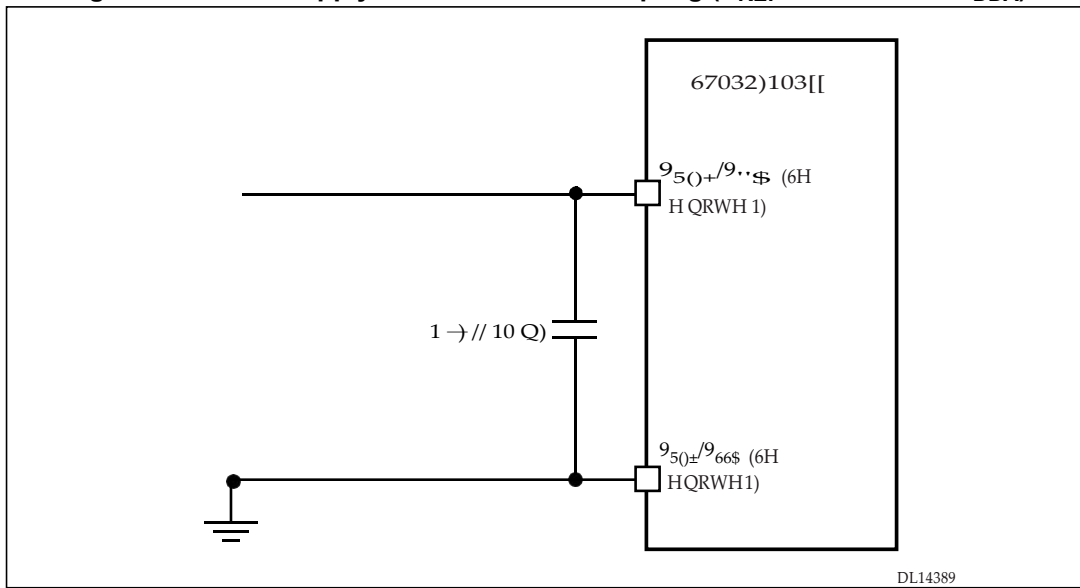 67032)103[[
95()+/9··$ (6H
H QRWH 1)
1 –) // 10 Q)
95()±/966$ (6H
HQRWH1)
DL14389